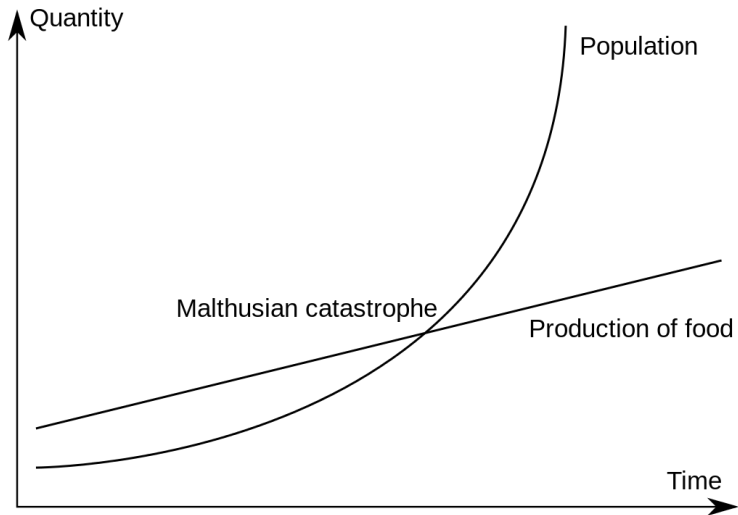 Quantity
Population
Malthusian catastrophe
Production of food
Time